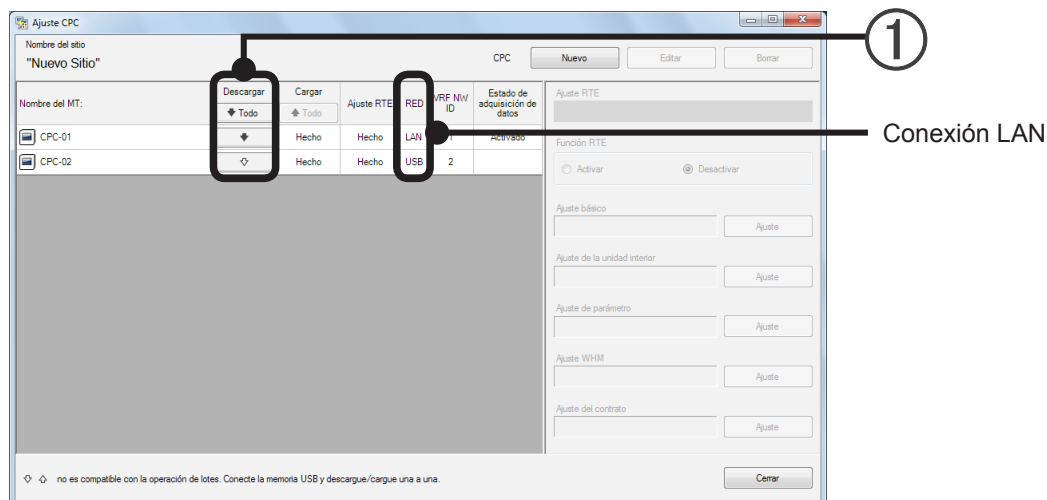 Ajuste CPC
Nombre del sitio
"Nuevo Sitio"
CPC
Nuevo
Editar
Borrar
1
Nombre del MT:
Descargar
Todo
Cargar
Todo
Ajuste RTE
RED
VRF NW
ID
Estado de
adquisición de
datos
CPC-01
Hecho
Hecho
LAN
1
Activado
CPC-02
Hecho
Hecho
USB
2
Conexión LAN
Ajuste RTE
Función RTE
Activar
Desactivar
Ajuste básico
Ajuste
Ajuste de la unidad interior
Ajuste
Ajuste de parámetro
Ajuste
Ajuste WHM
Ajuste
Ajuste del contrato
Ajuste
no es compatible con la operación de lotes. Conecte la memoria USB y descargue/cargue una a una.
Cerrar